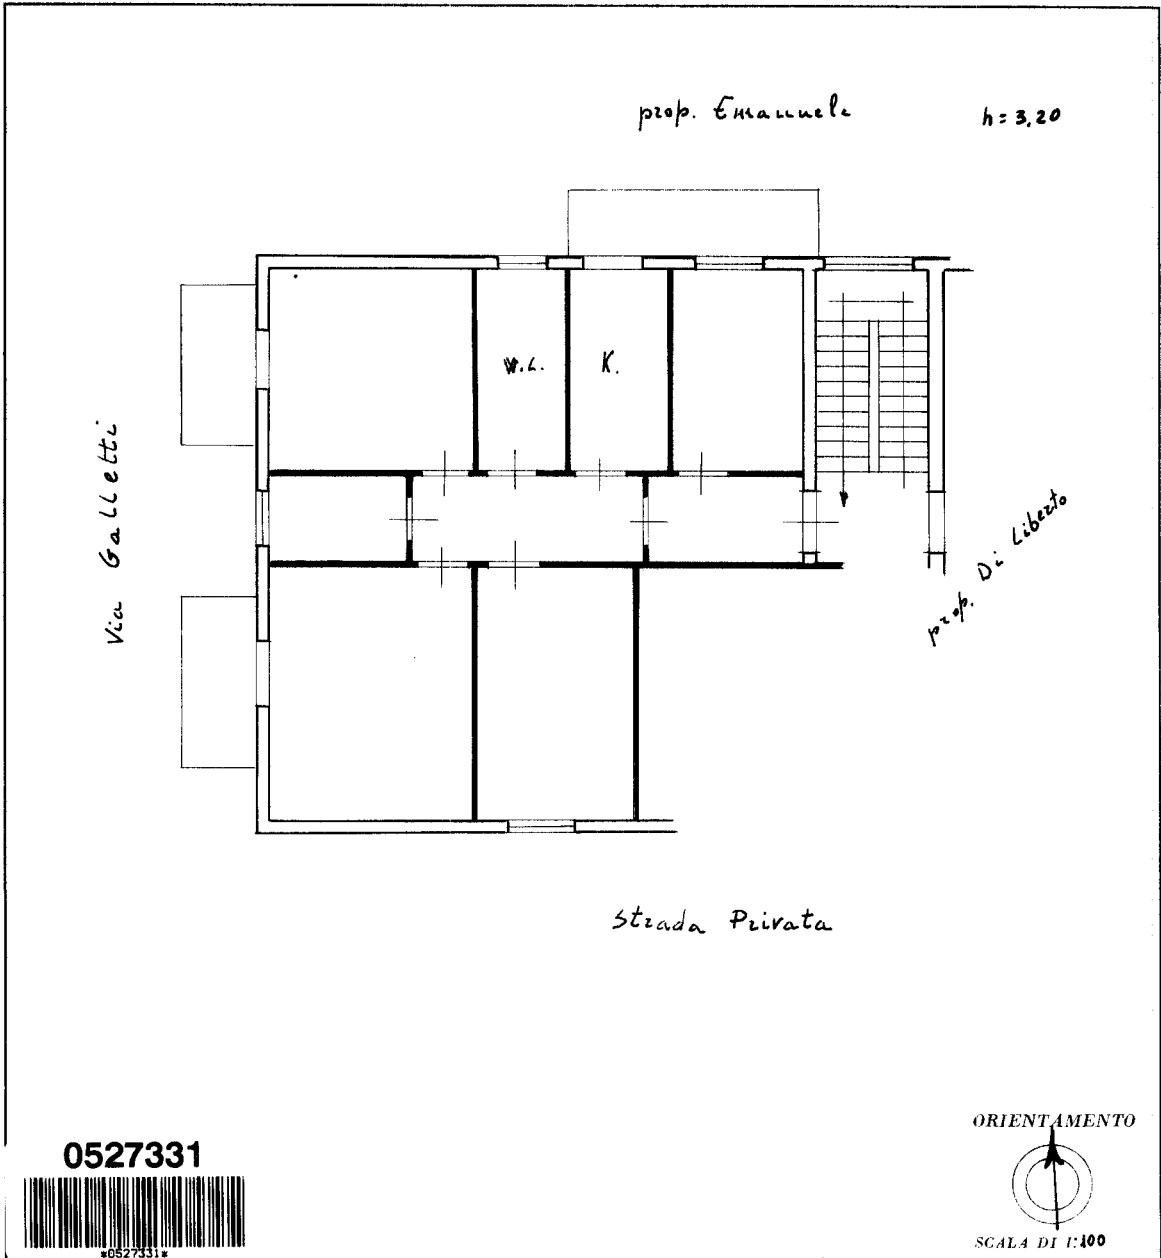 prop. Emanuele
h = 3,20
W.C.
K.
Via Galletti
prop. Di Liberto
Strada Privata
0527331
*0527331*
ORIENTAMENTO
SCALA DI 1:100